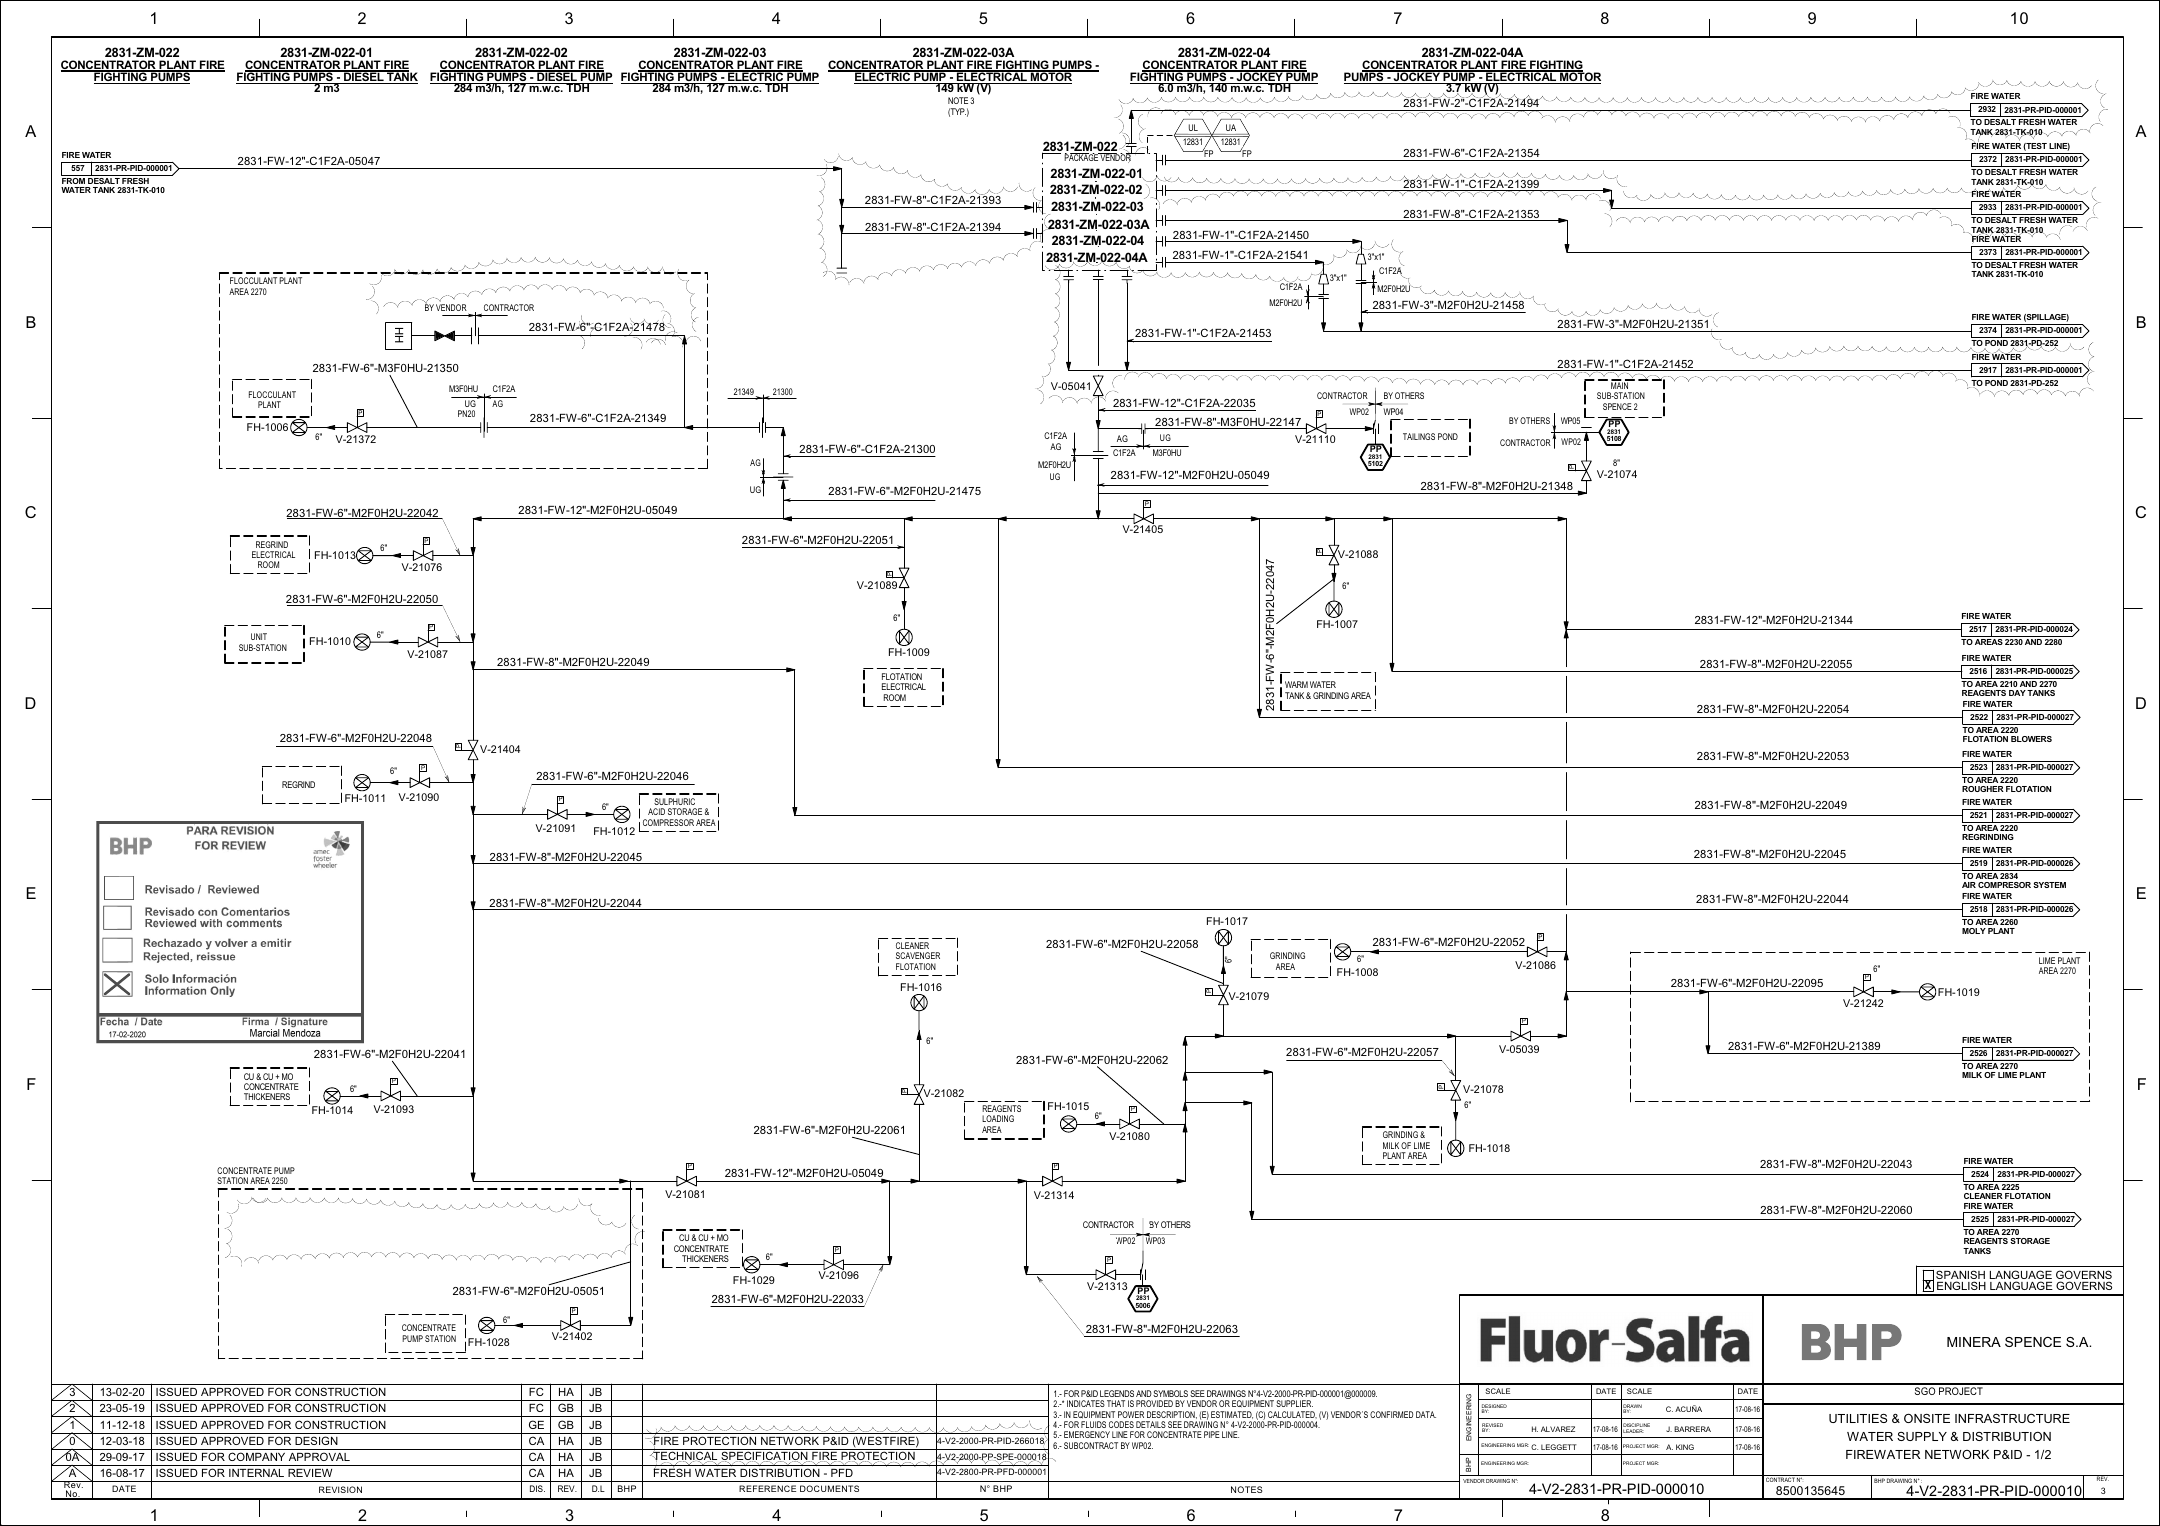 1 2 3 4 5 6 7 8 9 10
2831-ZM-022
CONCENTRATOR PLANT FIRE
FIGHTING PUMPS
2831-ZM-022-01
CONCENTRATOR PLANT FIRE
FIGHTING PUMPS - DIESEL TANK
2 m3
2831-ZM-022-02
CONCENTRATOR PLANT FIRE
FIGHTING PUMPS - DIESEL PUMP
284 m3/h, 127 m.w.c. TDH
2831-ZM-022-03
CONCENTRATOR PLANT FIRE
FIGHTING PUMPS - ELECTRIC PUMP
284 m3/h, 127 m.w.c. TDH
2831-ZM-022-03A
CONCENTRATOR PLANT FIRE FIGHTING PUMPS -
ELECTRIC PUMP - ELECTRICAL MOTOR
149 kW (V)
NOTE 3
(TYP.)
2831-ZM-022-04
CONCENTRATOR PLANT FIRE
FIGHTING PUMPS - JOCKEY PUMP
6.0 m3/h, 140 m.w.c. TDH
2831-ZM-022-04A
CONCENTRATOR PLANT FIRE FIGHTING
PUMPS - JOCKEY PUMP - ELECTRICAL MOTOR
3.7 kW (V)
A
A
FIRE WATER
557 2831-PR-PID-000001
FROM DESALT FRESH
WATER TANK 2831-TK-010
2831-FW-12"-C1F2A-05047
2831-FW-8"-C1F2A-21393
2831-FW-8"-C1F2A-21394
2831-ZM-022
PACKAGE VENDOR
2831-ZM-022-01
2831-ZM-022-02
2831-ZM-022-03
2831-ZM-022-03A
2831-ZM-022-04
2831-ZM-022-04A
UL
12831
FP
UA
12831
FP
2831-FW-2"-C1F2A-21494
FIRE WATER
2932 2831-PR-PID-000001
TO DESALT FRESH WATER
TANK 2831-TK-010
2831-FW-6"-C1F2A-21354
FIRE WATER (TEST LINE)
2372 2831-PR-PID-000001
TO DESALT FRESH WATER
TANK 2831-TK-010
2831-FW-1"-C1F2A-21399
FIRE WATER
2933 2831-PR-PID-000001
TO DESALT FRESH WATER
TANK 2831-TK-010
2831-FW-8"-C1F2A-21353
FIRE WATER
2373 2831-PR-PID-000001
TO DESALT FRESH WATER
TANK 2831-TK-010
2831-FW-1"-C1F2A-21450
2831-FW-1"-C1F2A-21541
3"x1"
C1F2A
M2F0H2U
3"x1"
C1F2A
M2F0H2U
2831-FW-3"-M2F0H2U-21458
2831-FW-3"-M2F0H2U-21351
FIRE WATER (SPILLAGE)
2374 2831-PR-PID-000001
TO POND 2831-PD-252
2831-FW-1"-C1F2A-21453
2831-FW-1"-C1F2A-21452
FIRE WATER
2917 2831-PR-PID-000001
TO POND 2831-PD-252
B
B
FLOCCULANT PLANT
AREA 2270
BY VENDOR CONTRACTOR
2831-FW-6"-C1F2A-21478
2831-FW-6"-M3F0HU-21350
FLOCCULANT
PLANT
FH-1006
6"
V-21372
M3F0HU C1F2A
UG AG
PN20
2831-FW-6"-C1F2A-21349
21349 21300
2831-FW-6"-C1F2A-21300
AG
UG
2831-FW-6"-M2F0H2U-21475
V-05041
2831-FW-12"-C1F2A-22035
2831-FW-8"-M3F0HU-22147
C1F2A
AG
M2F0H2U
UG
AG UG
C1F2A M3F0HU
V-21110
CONTRACTOR BY OTHERS
WP02 WP04
PP
2831
5102
TAILINGS POND
MAIN
SUB-STATION
SPENCE 2
BY OTHERS WP05
CONTRACTOR WP02
PP
2831
5108
8"
V-21074
2831-FW-12"-M2F0H2U-05049
2831-FW-8"-M2F0H2U-21348
C
C
2831-FW-6"-M2F0H2U-22042
2831-FW-12"-M2F0H2U-05049
REGRIND
ELECTRICAL
ROOM
FH-1013
6"
V-21076
2831-FW-6"-M2F0H2U-22051
V-21089
6"
FH-1009
FLOTATION
ELECTRICAL
ROOM
V-21405
V-21088
6"
FH-1007
2831-FW-6"-M2F0H2U-22047
WARM WATER
TANK & GRINDING AREA
2831-FW-6"-M2F0H2U-22050
UNIT
SUB-STATION
FH-1010
6"
V-21087
2831-FW-8"-M2F0H2U-22049
2831-FW-12"-M2F0H2U-21344
FIRE WATER
2517 2831-PR-PID-000024
TO AREAS 2230 AND 2280
2831-FW-8"-M2F0H2U-22055
FIRE WATER
2516 2831-PR-PID-000025
TO AREA 2210 AND 2270
REAGENTS DAY TANKS
D
D
2831-FW-8"-M2F0H2U-22054
FIRE WATER
2522 2831-PR-PID-000027
TO AREA 2220
FLOTATION BLOWERS
2831-FW-8"-M2F0H2U-22053
FIRE WATER
2523 2831-PR-PID-000027
TO AREA 2220
ROUGHER FLOTATION
2831-FW-8"-M2F0H2U-22049
FIRE WATER
2521 2831-PR-PID-000027
TO AREA 2220
REGRINDING
2831-FW-6"-M2F0H2U-22048
V-21404
REGRIND
FH-1011
6"
V-21090
2831-FW-6"-M2F0H2U-22046
V-21091
6"
FH-1012
SULPHURIC
ACID STORAGE &
COMPRESSOR AREA
2831-FW-8"-M2F0H2U-22045
2831-FW-8"-M2F0H2U-22045
FIRE WATER
2519 2831-PR-PID-000026
TO AREA 2834
AIR COMPRESOR SYSTEM
2831-FW-8"-M2F0H2U-22044
2831-FW-8"-M2F0H2U-22044
FIRE WATER
2518 2831-PR-PID-000026
TO AREA 2260
MOLY PLANT
E
E
PARA REVISION
FOR REVIEW
BHP
amec
foster
wheeler
Revisado / Reviewed
Revisado con Comentarios
Reviewed with comments
Rechazado y volver a emitir
Rejected, reissue
Solo Información
Information Only
Fecha / Date Firma / Signature
17-02-2020 Marcial Mendoza
CLEANER
SCAVENGER
FLOTATION
FH-1016
6"
V-21082
2831-FW-6"-M2F0H2U-22061
2831-FW-6"-M2F0H2U-22058
FH-1017
6"
V-21079
GRINDING
AREA
FH-1008
6"
2831-FW-6"-M2F0H2U-22052
V-21086
LIME PLANT
AREA 2270
2831-FW-6"-M2F0H2U-22095
V-21242
6"
FH-1019
2831-FW-6"-M2F0H2U-21389
FIRE WATER
2526 2831-PR-PID-000027
TO AREA 2270
MILK OF LIME PLANT
V-05039
2831-FW-6"-M2F0H2U-22057
V-21078
6"
FH-1018
GRINDING &
MILK OF LIME
PLANT AREA
2831-FW-6"-M2F0H2U-22062
REAGENTS
LOADING
AREA
FH-1015
6"
V-21080
F
F
2831-FW-6"-M2F0H2U-22041
CU & CU + MO
CONCENTRATE
THICKENERS
FH-1014
6"
V-21093
CONCENTRATE PUMP
STATION AREA 2250
V-21081
2831-FW-12"-M2F0H2U-05049
V-21314
2831-FW-8"-M2F0H2U-22043
FIRE WATER
2524 2831-PR-PID-000027
TO AREA 2225
CLEANER FLOTATION
2831-FW-8"-M2F0H2U-22060
FIRE WATER
2525 2831-PR-PID-000027
TO AREA 2270
REAGENTS STORAGE
TANKS
CU & CU + MO
CONCENTRATE
THICKENERS
FH-1029
6"
V-21096
2831-FW-6"-M2F0H2U-22033
CONTRACTOR BY OTHERS
WP02 WP03
V-21313
PP
2831
5006
2831-FW-8"-M2F0H2U-22063
2831-FW-6"-M2F0H2U-05051
CONCENTRATE
PUMP STATION
FH-1028
6"
V-21402
SPANISH LANGUAGE GOVERNS
X ENGLISH LANGUAGE GOVERNS
Fluor-Salfa
BHP
MINERA SPENCE S.A.
3 13-02-20 ISSUED APPROVED FOR CONSTRUCTION FC HA JB
2 23-05-19 ISSUED APPROVED FOR CONSTRUCTION FC GB JB
1 11-12-18 ISSUED APPROVED FOR CONSTRUCTION GE GB JB
0 12-03-18 ISSUED APPROVED FOR DESIGN CA HA JB FIRE PROTECTION NETWORK P&ID (WESTFIRE) 4-V2-2000-PR-PID-266018
0A 29-09-17 ISSUED FOR COMPANY APPROVAL CA HA JB TECHNICAL SPECIFICATION FIRE PROTECTION 4-V2-2000-PP-SPE-000018
A 16-08-17 ISSUED FOR INTERNAL REVIEW CA HA JB FRESH WATER DISTRIBUTION - PFD 4-V2-2800-PR-PFD-000001
Rev. No. DATE REVISION DIS. REV. D.L BHP REFERENCE DOCUMENTS N° BHP NOTES
1.- FOR P&ID LEGENDS AND SYMBOLS SEE DRAWINGS N°4-V2-2000-PR-PID-000001@000009.
2.-* INDICATES THAT IS PROVIDED BY VENDOR OR EQUIPMENT SUPPLIER.
3.- IN EQUIPMENT POWER DESCRIPTION, (E) ESTIMATED, (C) CALCULATED, (V) VENDOR´S CONFIRMED DATA.
4.- FOR FLUIDS CODES DETAILS SEE DRAWING N° 4-V2-2000-PR-PID-000004.
5.- EMERGENCY LINE FOR CONCENTRATE PIPE LINE.
6.- SUBCONTRACT BY WP02.
ENGINEERING
BHP
SCALE DATE SCALE DATE
DESIGNED BY: DRAWN BY: C. ACUÑA 17-08-16
REVISED BY: H. ALVAREZ 17-08-16 DISCIPLINE LEADER: J. BARRERA 17-08-16
ENGINEERING MGR: C. LEGGETT 17-08-16 PROJECT MGR: A. KING 17-08-16
ENGINEERING MGR: PROJECT MGR:
VENDOR DRAWING N°:
4-V2-2831-PR-PID-000010
SGO PROJECT
UTILITIES & ONSITE INFRASTRUCTURE
WATER SUPPLY & DISTRIBUTION
FIREWATER NETWORK P&ID - 1/2
CONTRACT N°:
8500135645
BHP DRAWING N°:
4-V2-2831-PR-PID-000010
REV.
3
1 2 3 4 5 6 7 8